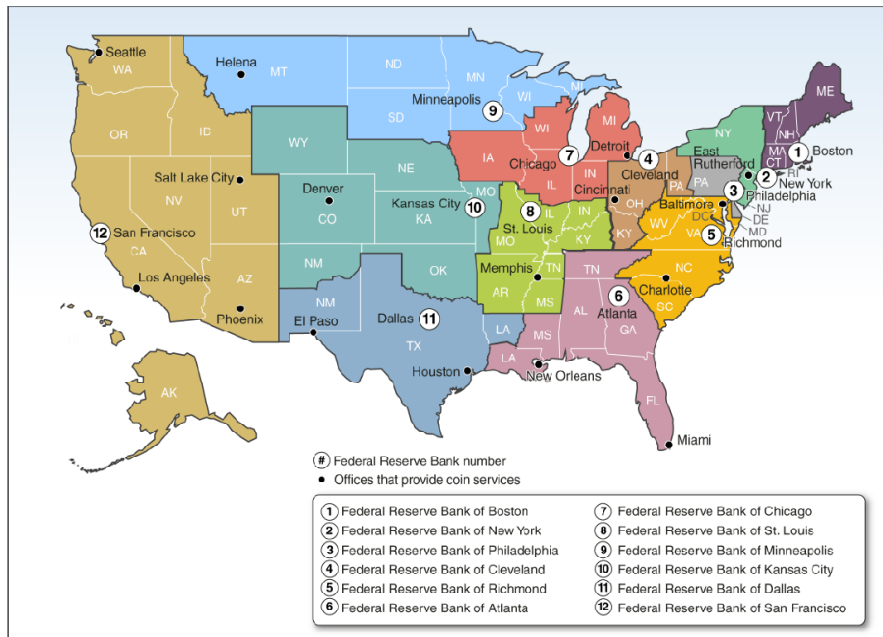 Seattle
WA
Helena
MT
ND
MN
Minneapolis
9
WI
MI
SD
OR
ID
WY
IA
WI
MI
Detroit
Chicago
7
IL
IN
4
Cleveland
Cincinnati
OH
PA
PA
NY
VT
NH
ME
MA
CT
RI
1
Boston
East
Rutherford
2
New York
3
Philadelphia
Baltimore
NJ
DE
MD
DC
5
Richmond
WV
VA
KY
Salt Lake City
NV
UT
Denver
CO
NE
Kansas City
10
MO
KA
8
St. Louis
IL
IN
KY
MO
12
San Francisco
CA
Los Angeles
AZ
Phoenix
NM
OK
Memphis
TN
AR
MS
TN
NC
Charlotte
SC
6
Atlanta
AL
GA
NM
El Paso
Dallas
11
TX
LA
MS
LA
Houston
New Orleans
FL
Miami
AK
# Federal Reserve Bank number
• Offices that provide coin services
1 Federal Reserve Bank of Boston
2 Federal Reserve Bank of New York
3 Federal Reserve Bank of Philadelphia
4 Federal Reserve Bank of Cleveland
5 Federal Reserve Bank of Richmond
6 Federal Reserve Bank of Atlanta
7 Federal Reserve Bank of Chicago
8 Federal Reserve Bank of St. Louis
9 Federal Reserve Bank of Minneapolis
10 Federal Reserve Bank of Kansas City
11 Federal Reserve Bank of Dallas
12 Federal Reserve Bank of San Francisco